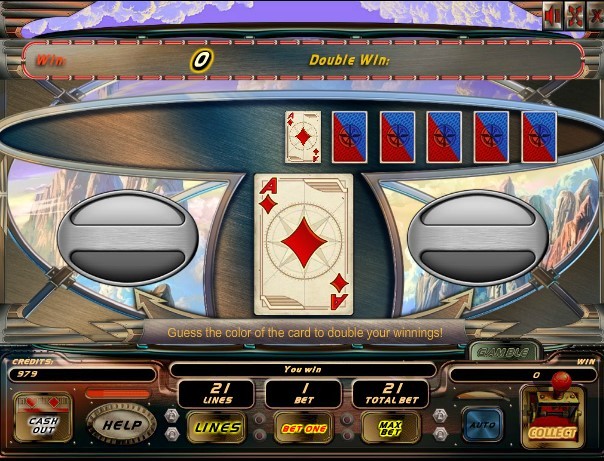 Win:
0
Double Win:
A
A
A
A
Guess the color of the card to double your winnings!
GAMBLE
CREDITS:
979
You win
WIN
0
21
LINES
1
BET
21
TOTAL BET
CASH OUT
HELP
LINES
BET ONE
MAX BET
AUTO
COLLECT